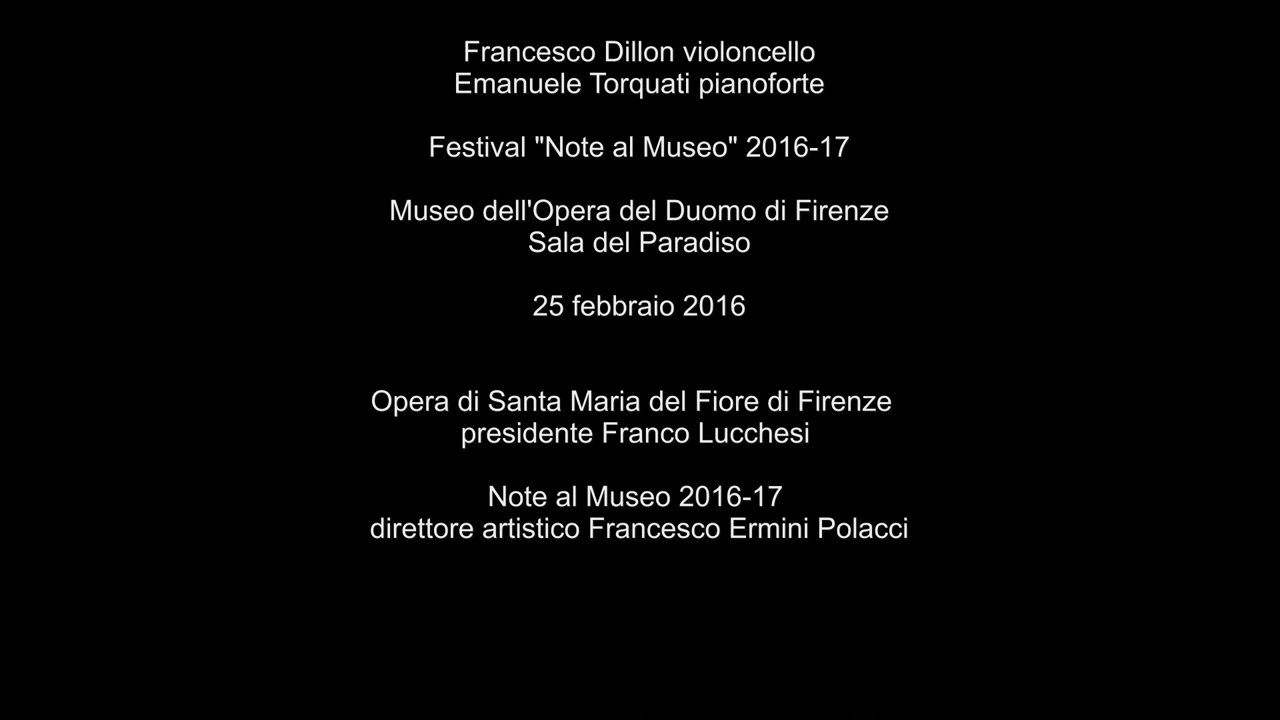 Francesco Dillon violoncello
Emanuele Torquati pianoforte
Festival "Note al Museo" 2016-17
Museo dell'Opera del Duomo di Firenze
Sala del Paradiso
25 febbraio 2016
Opera di Santa Maria del Fiore di Firenze
presidente Franco Lucchesi
Note al Museo 2016-17
direttore artistico Francesco Ermini Polacci